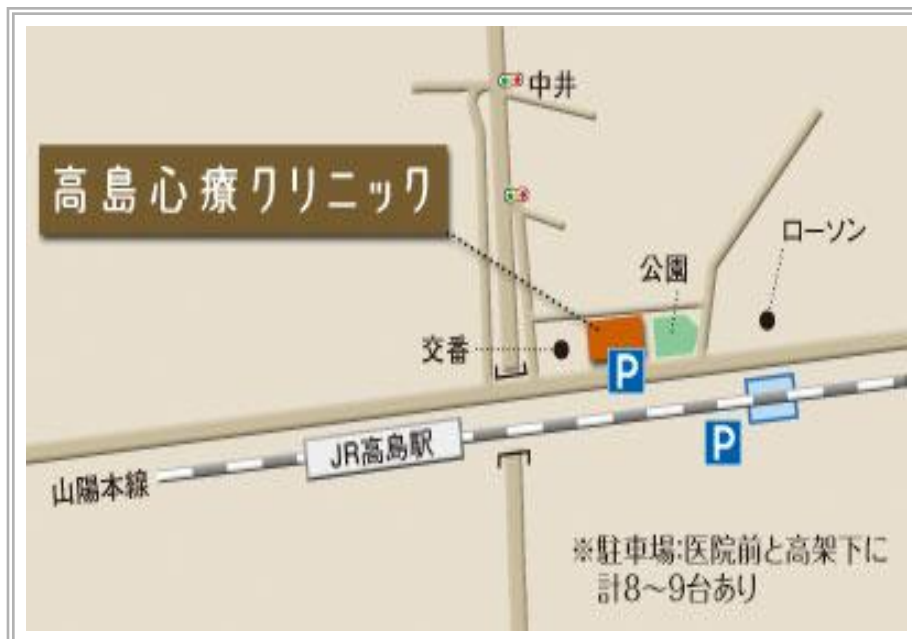 中井
高島心療クリニック
ローソン
公園
交番
P
JR高島駅
P
山陽本線
※駐車場:医院前と高架下に
計8〜9台あり